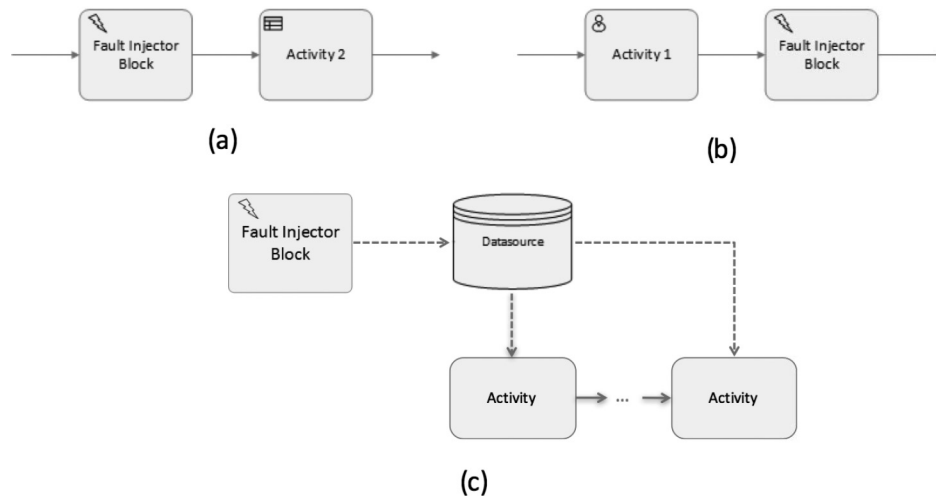 Fault Injector
Block
Activity 2
Activity 1
Fault Injector
Block
(a)
(b)
Fault Injector
Block
Datasource
Activity
...
Activity
(c)